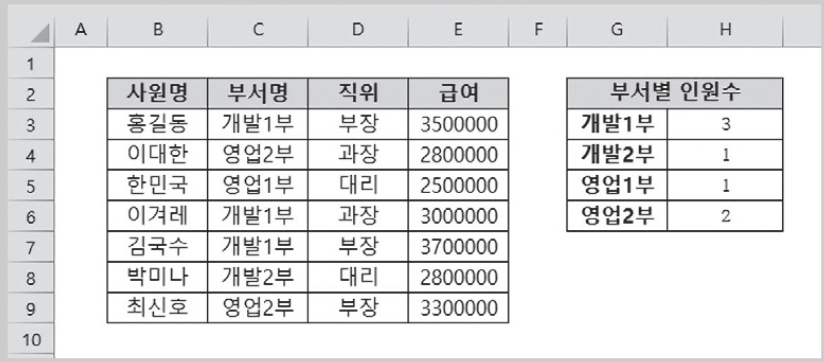 A B C D E F G H
1
2 사원명 부서명 직위 급여 부서별 인원수
3 홍길동 개발1부 부장 3500000 개발1부 3
4 이대한 영업2부 과장 2800000 개발2부 1
5 한민국 영업1부 대리 2500000 영업1부 1
6 이겨레 개발1부 과장 3000000 영업2부 2
7 김국수 개발1부 부장 3700000
8 박미나 개발2부 대리 2800000
9 최신호 영업2부 부장 3300000
10